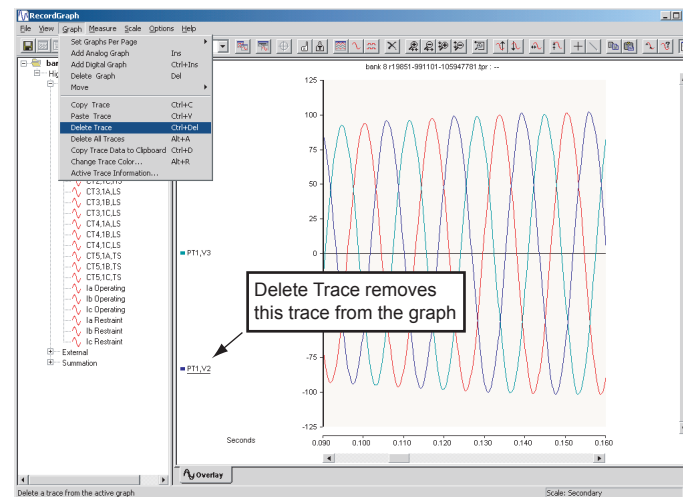 RecordGraph
File View Graph Measure Scale Options Help
Set Graphs Per Page
Add Analog Graph Ins
Add Digital Graph Ctrl+Ins
Delete Graph Del
Move
Copy Trace Ctrl+C
Paste Trace Ctrl+V
Delete Trace Ctrl+Del
Delete All Traces Alt+A
Copy Trace Data to Clipboard Ctrl+D
Change Trace Color... Alt+R
Active Trace Information...
CT3,1A,LS
CT3,1B,LS
CT3,1C,LS
CT4,1A,LS
CT4,1B,LS
CT4,1C,LS
CT5,1A,TS
CT5,1B,TS
CT5,1C,TS
Ia Operating
Ib Operating
Ic Operating
Ia Restraint
Ib Restraint
Ic Restraint
External
Summation
bank 8 r19851-991101-105947781.tpr : --
125
100
75
50
25
0
-75
-100
-125
PT1,V3
PT1,V2
Delete Trace removes
this trace from the graph
Seconds
0.090 0.100 0.110 0.120 0.130 0.140 0.150 0.160
Overlay
Delete a trace from the active graph
Scale: Secondary